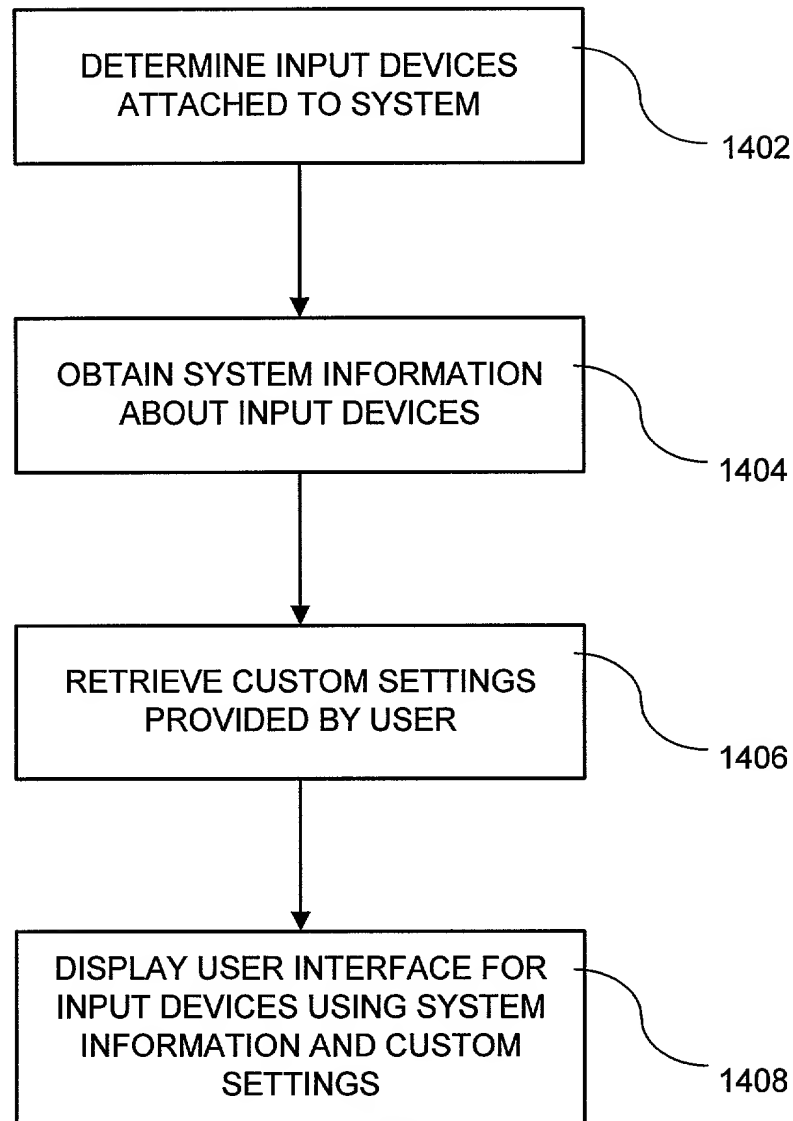 DETERMINE INPUT DEVICES
ATTACHED TO SYSTEM
1402
OBTAIN SYSTEM INFORMATION
ABOUT INPUT DEVICES
1404
RETRIEVE CUSTOM SETTINGS
PROVIDED BY USER
1406
DISPLAY USER INTERFACE FOR
INPUT DEVICES USING SYSTEM
INFORMATION AND CUSTOM
SETTINGS
1408